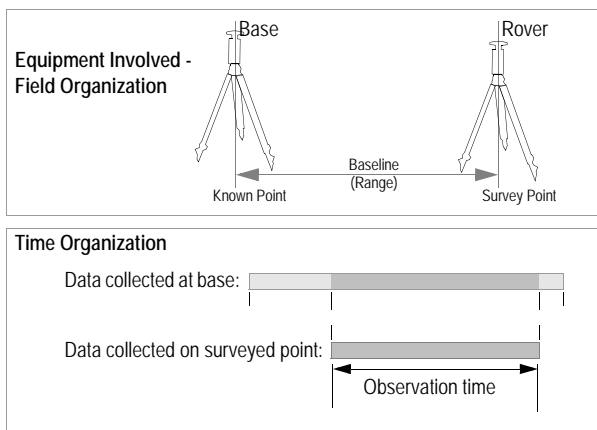 Base
Rover
Equipment Involved -
Field Organization
Baseline
(Range)
Known Point
Survey Point
Time Organization
Data collected at base:
Data collected on surveyed point:
Observation time